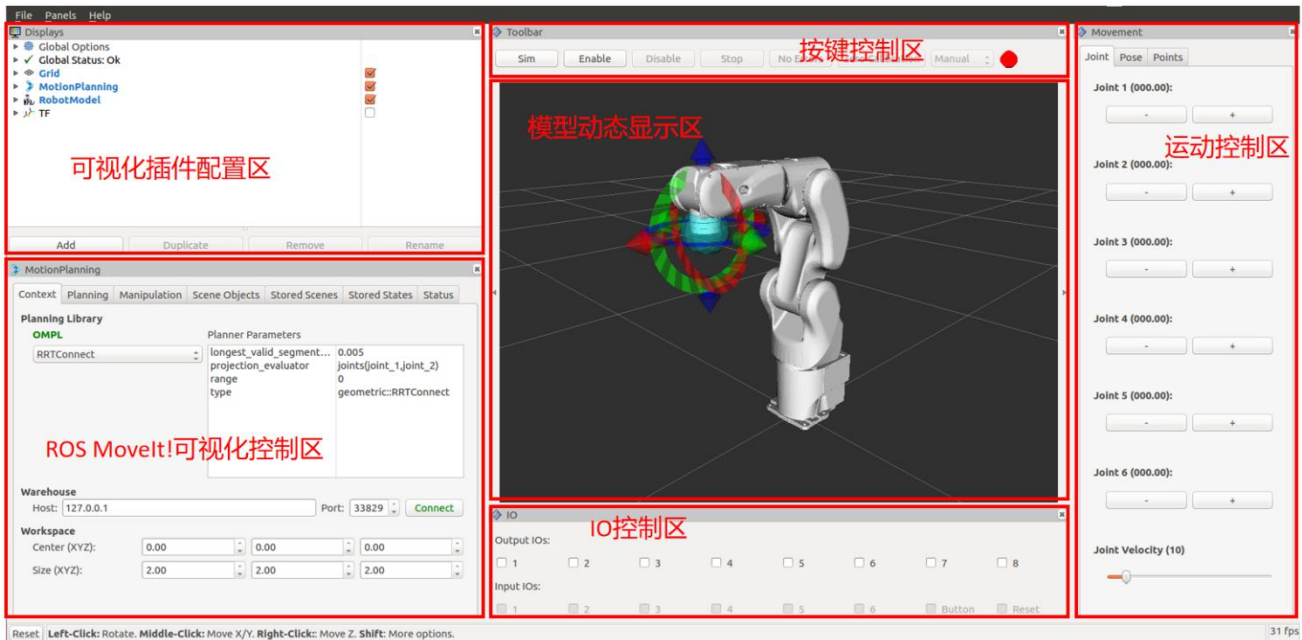 File Panels Help
Displays
Global Options
Global Status: Ok
Grid
MotionPlanning
RobotModel
TF
可视化插件配置区
Add Duplicate Remove Rename
MotionPlanning
Context Planning Manipulation Scene Objects Stored Scenes Stored States Status
Planning Library
OMPL
Planner Parameters
RRTConnect
longest_valid_segment... 0.005
projection_evaluator joints(joint_1,joint_2)
range 0
type geometric::RRTConnect
ROS MoveIt!可视化控制区
Warehouse
Host: 127.0.0.1 Port: 33829 Connect
Workspace
Center (XYZ): 0.00 0.00 0.00
Size (XYZ): 2.00 2.00 2.00
Toolbar
按键控制区
Sim Enable Disable Stop No Manual
模型动态显示区
IO
IO控制区
Output IOs:
1 2 3 4 5 6 7 8
Input IOs:
1 2 3 4 5 6 Button Reset
Movement
Joint Pose Points
Joint 1 (000.00):
- +
运动控制区
Joint 2 (000.00):
- +
Joint 3 (000.00):
- +
Joint 4 (000.00):
- +
Joint 5 (000.00):
- +
Joint 6 (000.00):
- +
Joint Velocity (10)
Reset Left-Click: Rotate. Middle-Click: Move X/Y. Right-Click:: Move Z. Shift: More options.
31 fps